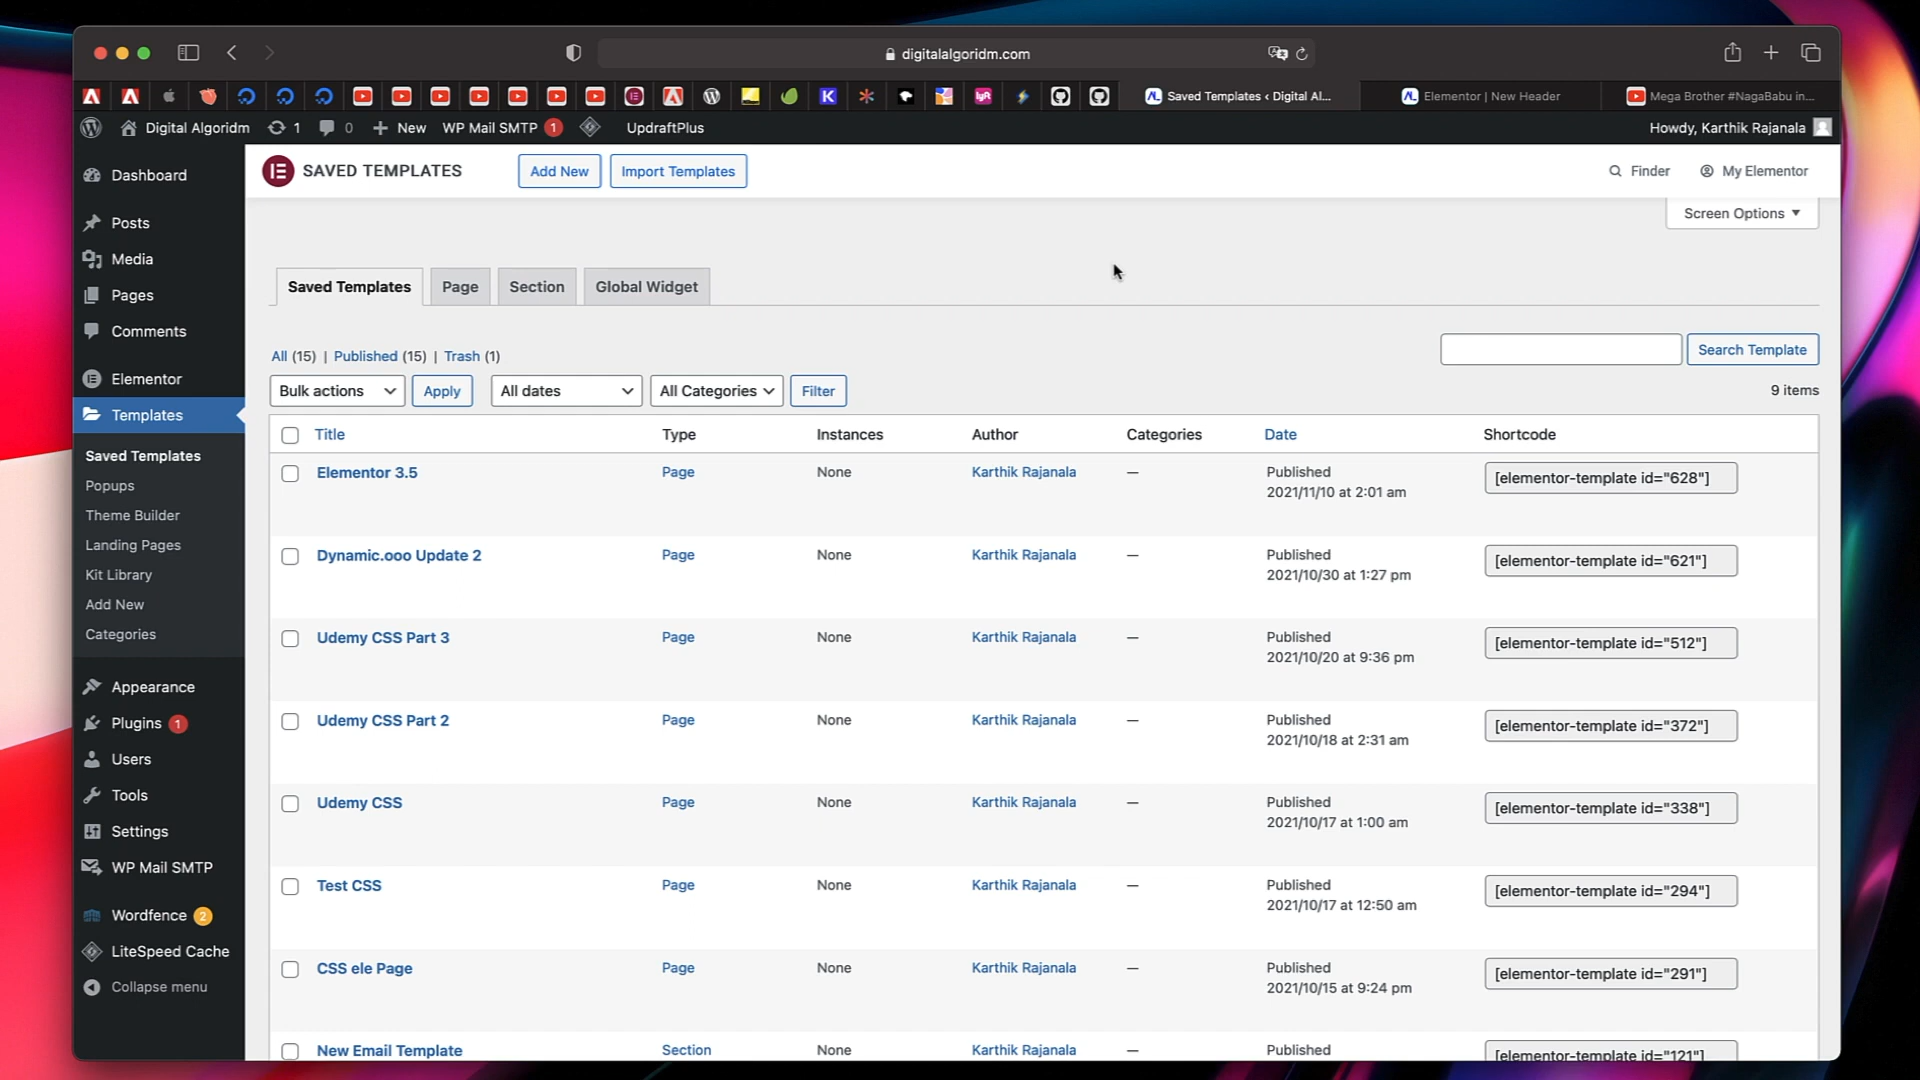 digitalalgoridm.com
Saved Templates ‹ Digital Al...
Elementor | New Header
Mega Brother #NagaBabu in...
Digital Algoridm
1
0
New
WP Mail SMTP 1
UpdraftPlus
Howdy, Karthik Rajanala
SAVED TEMPLATES
Add New
Import Templates
Finder
My Elementor
Screen Options
Dashboard
Posts
Media
Pages
Comments
Elementor
Templates
Saved Templates
Popups
Theme Builder
Landing Pages
Kit Library
Add New
Categories
Appearance
Plugins 1
Users
Tools
Settings
WP Mail SMTP
Wordfence 2
LiteSpeed Cache
Collapse menu
Saved Templates
Page
Section
Global Widget
All (15) | Published (15) | Trash (1)
Search Template
Bulk actions
Apply
All dates
All Categories
Filter
9 items
Title Type Instances Author Categories Date Shortcode
Elementor 3.5 Page None Karthik Rajanala — Published [elementor-template id="628"]
2021/11/10 at 2:01 am
Dynamic.ooo Update 2 Page None Karthik Rajanala — Published [elementor-template id="621"]
2021/10/30 at 1:27 pm
Udemy CSS Part 3 Page None Karthik Rajanala — Published [elementor-template id="512"]
2021/10/20 at 9:36 pm
Udemy CSS Part 2 Page None Karthik Rajanala — Published [elementor-template id="372"]
2021/10/18 at 2:31 am
Udemy CSS Page None Karthik Rajanala — Published [elementor-template id="338"]
2021/10/17 at 1:00 am
Test CSS Page None Karthik Rajanala — Published [elementor-template id="294"]
2021/10/17 at 12:50 am
CSS ele Page Page None Karthik Rajanala — Published [elementor-template id="291"]
2021/10/15 at 9:24 pm
New Email Template Section None Karthik Rajanala — Published [elementor-template id="121"]